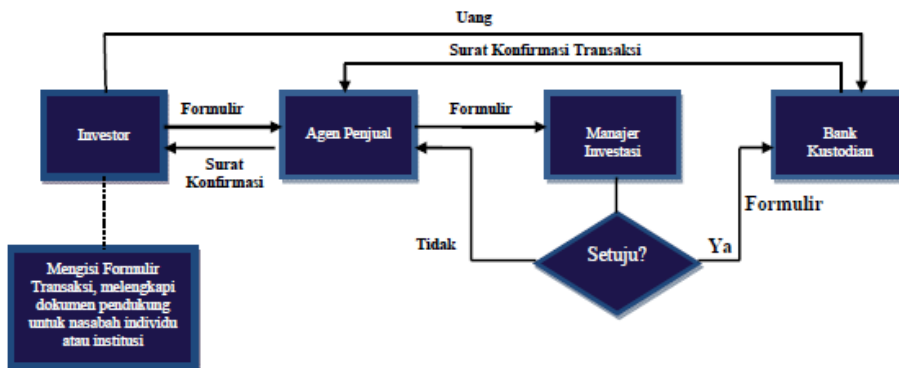 Uang
Surat Konfirmasi Transaksi
Investor
Formulir
Surat
Konfirmasi
Agen Penjual
Formulir
Manajer
Investasi
Bank
Kustodian
Formulir
Tidak
Setuju?
Ya
Mengisi Formulir
Transaksi, melengkapi
dokumen pendukung
untuk nasabah individu
atau institusi